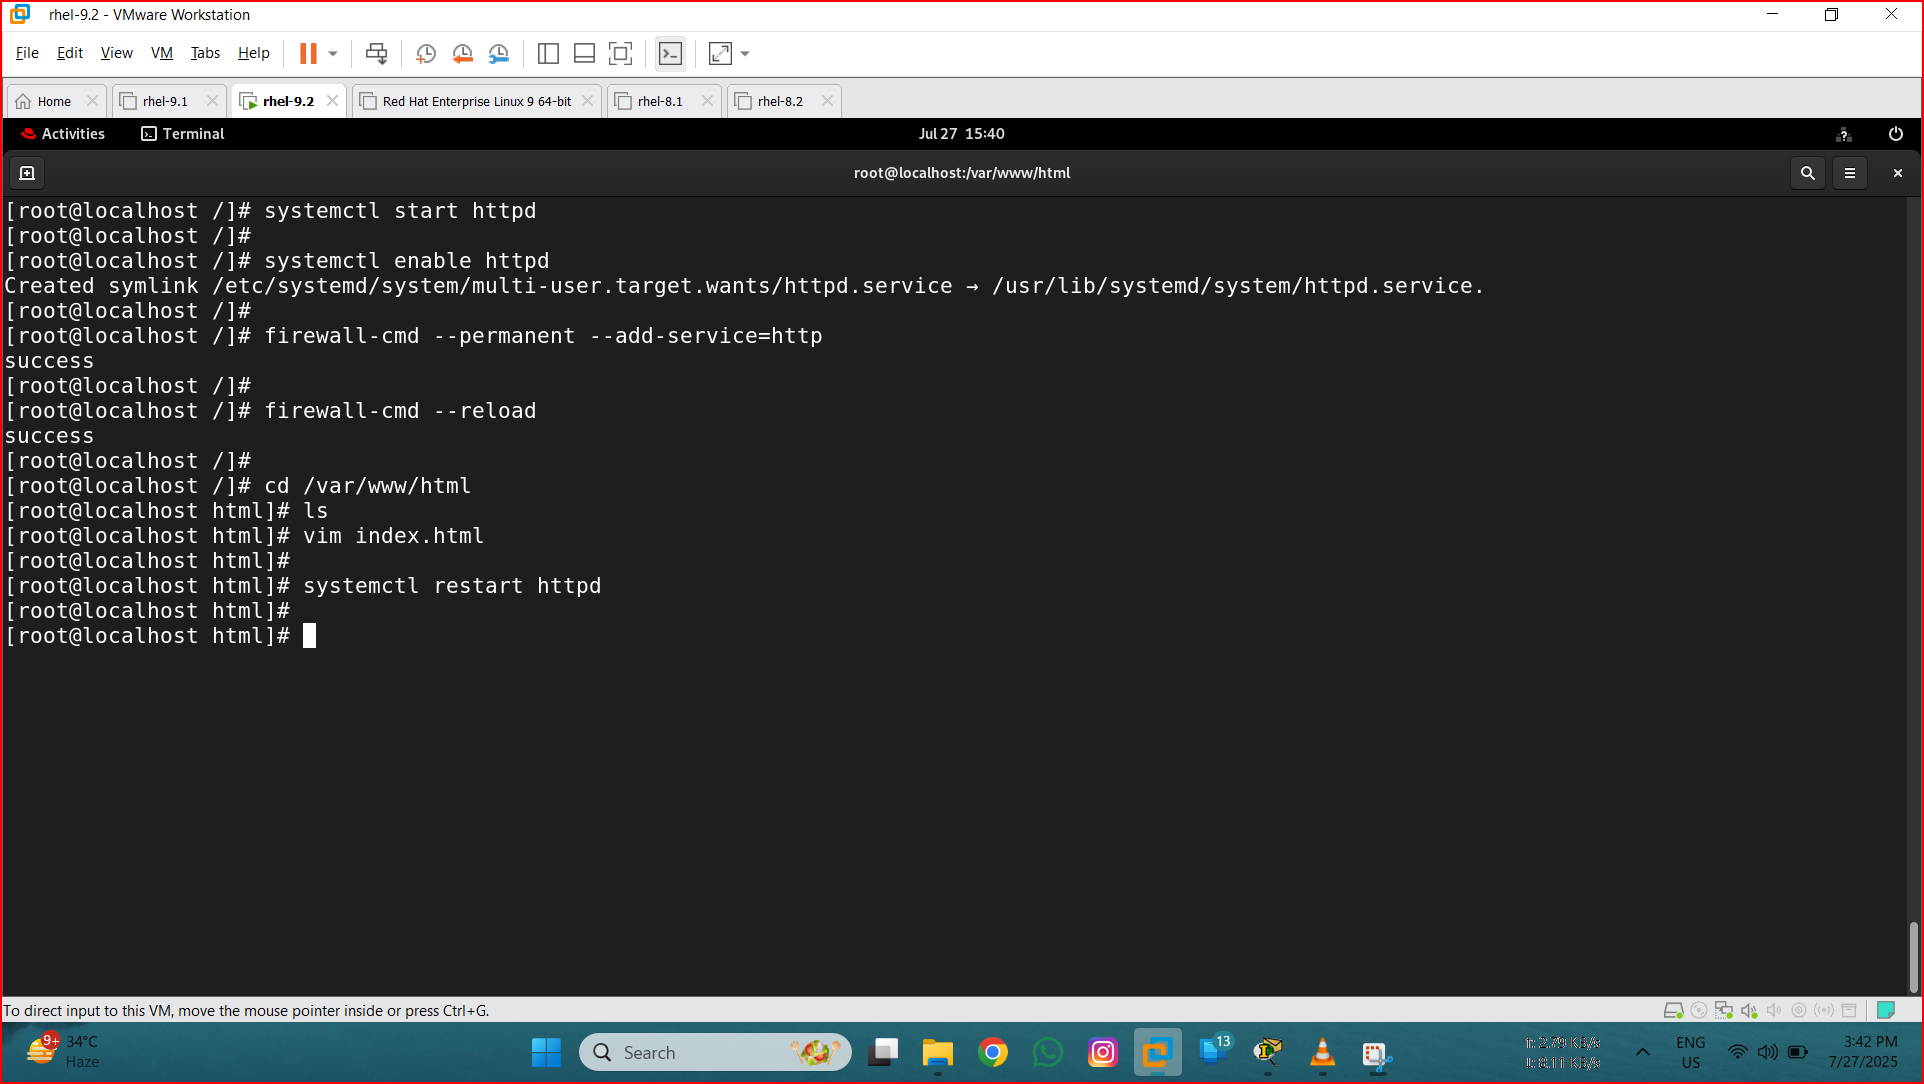 rhel-9.2 - VMware Workstation
File Edit View VM Tabs Help
Home rhel-9.1 rhel-9.2 Red Hat Enterprise Linux 9 64-bit rhel-8.1 rhel-8.2
Activities Terminal Jul 27 15:40
root@localhost:/var/www/html
[root@localhost /]# systemctl start httpd
[root@localhost /]#
[root@localhost /]# systemctl enable httpd
Created symlink /etc/systemd/system/multi-user.target.wants/httpd.service → /usr/lib/systemd/system/httpd.service.
[root@localhost /]#
[root@localhost /]# firewall-cmd --permanent --add-service=http
success
[root@localhost /]#
[root@localhost /]# firewall-cmd --reload
success
[root@localhost /]#
[root@localhost /]# cd /var/www/html
[root@localhost html]# ls
[root@localhost html]# vim index.html
[root@localhost html]#
[root@localhost html]# systemctl restart httpd
[root@localhost html]#
[root@localhost html]#
To direct input to this VM, move the mouse pointer inside or press Ctrl+G.
9+ 34°C
Haze
Search
13
↑: 2.79 KB/s
↓: 8.11 KB/s
ENG
US
3:42 PM
7/27/2025